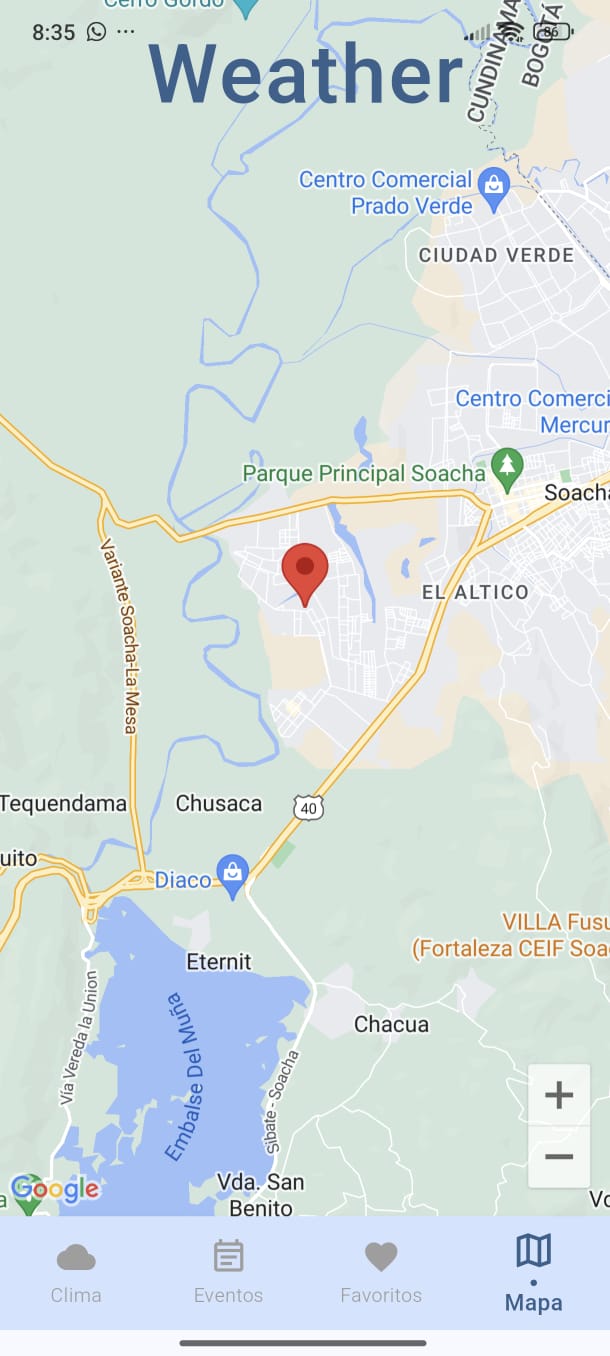 Cerro Gordo
8:35
86
Weather
CUNDINAMA
BOGOTÁ
Centro Comercial
Prado Verde
CIUDAD VERDE
Centro Comerci
Mercur
Parque Principal Soacha
Soacha
EL ALTICO
Variante Soacha-La Mesa
Tequendama
Chusaca
40
uito
Diaco
VILLA Fusu
(Fortaleza CEIF Soa
Eternit
Chacua
Vía Vereda la Union
Embalse Del Muña
Sibate - Soacha
+
−
Vda. San
Benito
Vo
a
Google
Clima
Eventos
Favoritos
Mapa